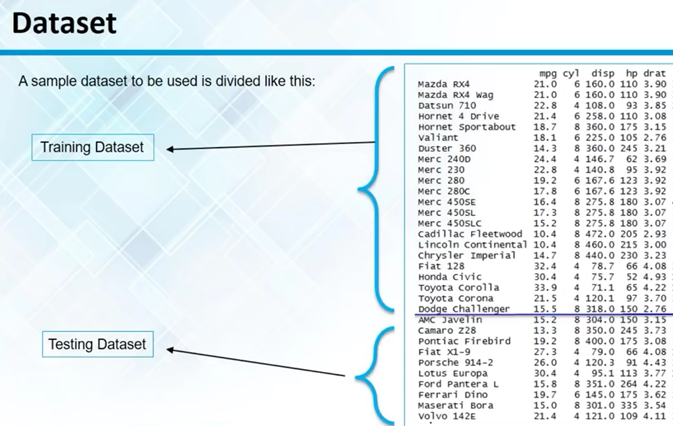 Dataset
A sample dataset to be used is divided like this:
Training Dataset
Testing Dataset
mpg cyl disp hp drat
Mazda RX4 21.0 6 160.0 110 3.90
Mazda RX4 Wag 21.0 6 160.0 110 3.90
Datsun 710 22.8 4 108.0 93 3.85
Hornet 4 Drive 21.4 6 258.0 110 3.08
Hornet Sportabout 18.7 8 360.0 175 3.15
Valiant 18.1 6 225.0 105 2.76
Duster 360 14.3 8 360.0 245 3.21
Merc 240D 24.4 4 146.7 62 3.69
Merc 230 22.8 4 140.8 95 3.92
Merc 280 19.2 6 167.6 123 3.92
Merc 280C 17.8 6 167.6 123 3.92
Merc 450SE 16.4 8 275.8 180 3.07
Merc 450SL 17.3 8 275.8 180 3.07
Merc 450SLC 15.2 8 275.8 180 3.07
Cadillac Fleetwood 10.4 8 472.0 205 2.93
Lincoln Continental 10.4 8 460.0 215 3.00
Chrysler Imperial 14.7 8 440.0 230 3.23
Fiat 128 32.4 4 78.7 66 4.08
Honda Civic 30.4 4 75.7 52 4.93
Toyota Corolla 33.9 4 71.1 65 4.22
Toyota Corona 21.5 4 120.1 97 3.70
Dodge Challenger 15.5 8 318.0 150 2.76
AMC Javelin 15.2 8 304.0 150 3.15
Camaro Z28 13.3 8 350.0 245 3.73
Pontiac Firebird 19.2 8 400.0 175 3.08
Fiat X1-9 27.3 4 79.0 66 4.08
Porsche 914-2 26.0 4 120.3 91 4.43
Lotus Europa 30.4 4 95.1 113 3.77
Ford Pantera L 15.8 8 351.0 264 4.22
Ferrari Dino 19.7 6 145.0 175 3.62
Maserati Bora 15.0 8 301.0 335 3.54
Volvo 142E 21.4 4 121.0 109 4.11